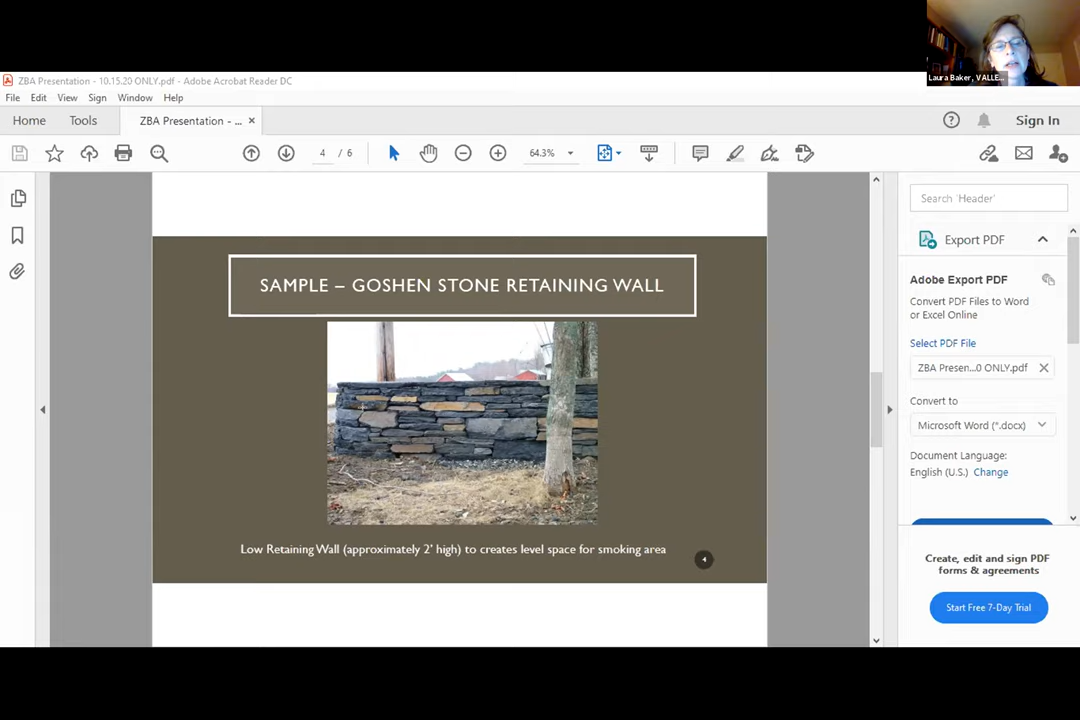 Laura Baker, VALLE...
ZBA Presentation - 10.15.20 ONLY.pdf - Adobe Acrobat Reader DC
File Edit View Sign Window Help
Home Tools ZBA Presentation - ... × Sign In
4 / 6 64.3%
Search 'Header'
Export PDF
Adobe Export PDF
Convert PDF Files to Word
or Excel Online
Select PDF File
ZBA Presen...0 ONLY.pdf
Convert to
Microsoft Word (*.docx)
Document Language:
English (U.S.) Change
Create, edit and sign PDF
forms & agreements
Start Free 7-Day Trial
SAMPLE – GOSHEN STONE RETAINING WALL
Low Retaining Wall (approximately 2' high) to creates level space for smoking area